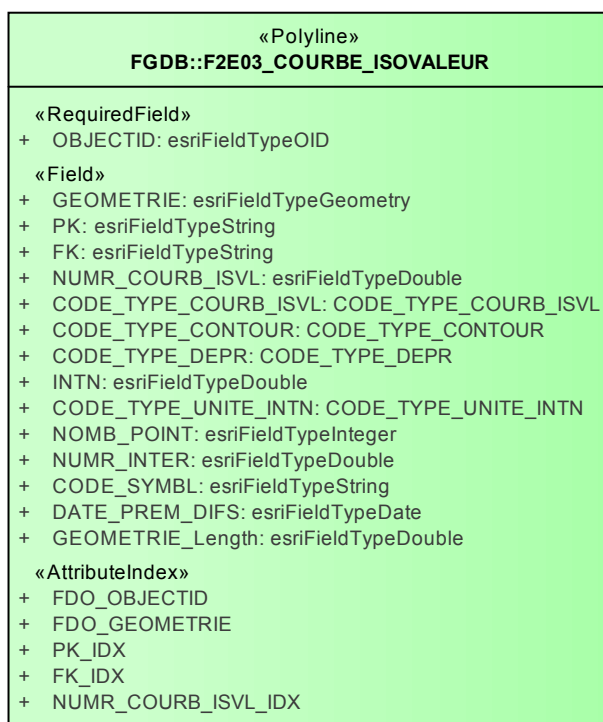 «Polyline»
FGDB::F2E03_COURBE_ISOVALEUR
«RequiredField»
+ OBJECTID: esriFieldTypeOID
«Field»
+ GEOMETRIE: esriFieldTypeGeometry
+ PK: esriFieldTypeString
+ FK: esriFieldTypeString
+ NUMR_COURB_ISVL: esriFieldTypeDouble
+ CODE_TYPE_COURB_ISVL: CODE_TYPE_COURB_ISVL
+ CODE_TYPE_CONTOUR: CODE_TYPE_CONTOUR
+ CODE_TYPE_DEPR: CODE_TYPE_DEPR
+ INTN: esriFieldTypeDouble
+ CODE_TYPE_UNITE_INTN: CODE_TYPE_UNITE_INTN
+ NOMB_POINT: esriFieldTypeInteger
+ NUMR_INTER: esriFieldTypeDouble
+ CODE_SYMBL: esriFieldTypeString
+ DATE_PREM_DIFS: esriFieldTypeDate
+ GEOMETRIE_Length: esriFieldTypeDouble
«AttributeIndex»
+ FDO_OBJECTID
+ FDO_GEOMETRIE
+ PK_IDX
+ FK_IDX
+ NUMR_COURB_ISVL_IDX